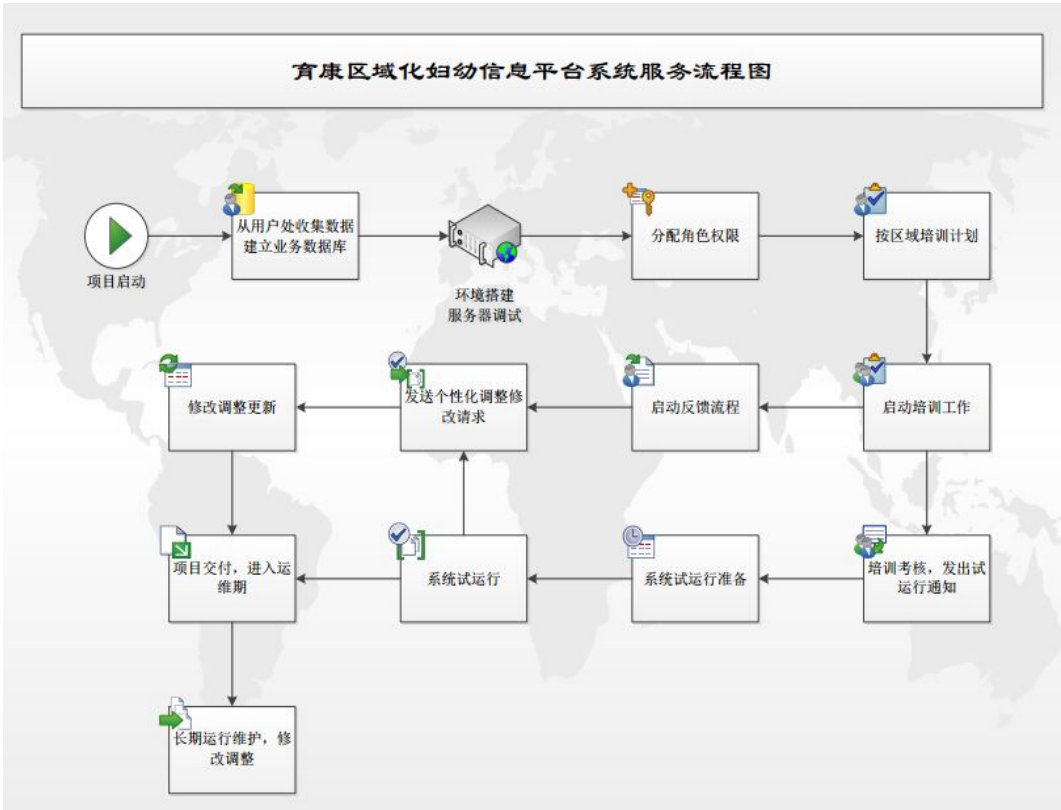 育康区域化妇幼信息平台系统服务流程图
项目启动
从用户处收集数据
建立业务数据库
环境搭建
服务器调试
分配角色权限
按区域培训计划
修改调整更新
发送个性化调整修
改请求
启动反馈流程
启动培训工作
项目交付，进入运
维期
系统试运行
系统试运行准备
培训考核，发出试
运行通知
长期运行维护，修
改调整